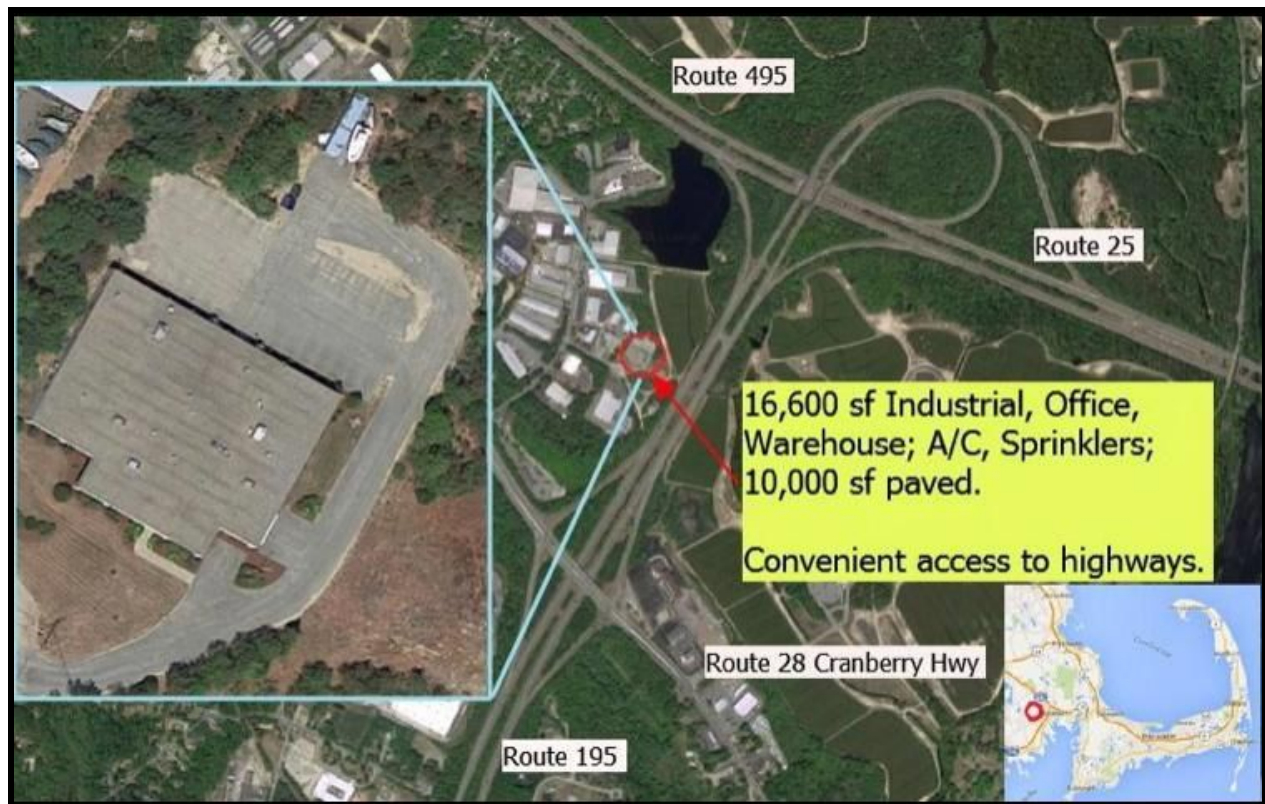 Route 495
Route 25
16,600 sf Industrial, Office,
Warehouse; A/C, Sprinklers;
10,000 sf paved.
Convenient access to highways.
Route 28 Cranberry Hwy
Route 195